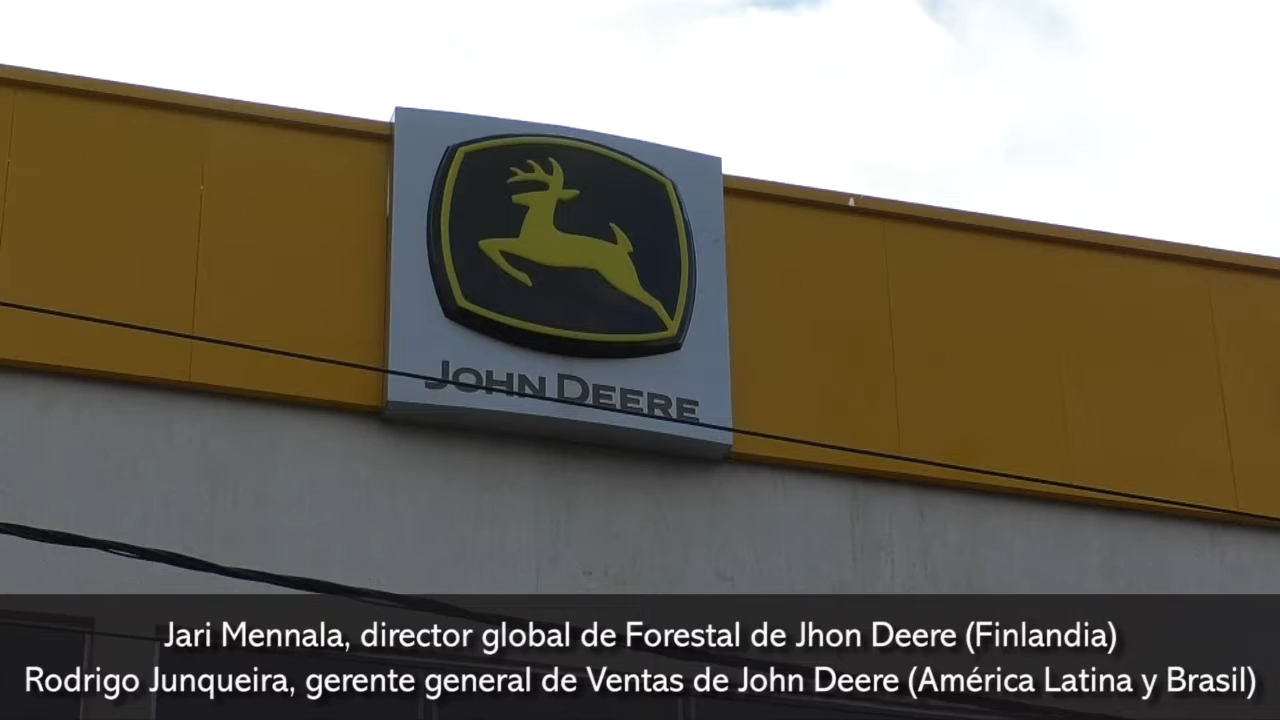 JOHN DEERE
Jari Mennala, director global de Forestal de Jhon Deere (Finlandia)
Rodrigo Junqueira, gerente general de Ventas de John Deere (América Latina y Brasil)